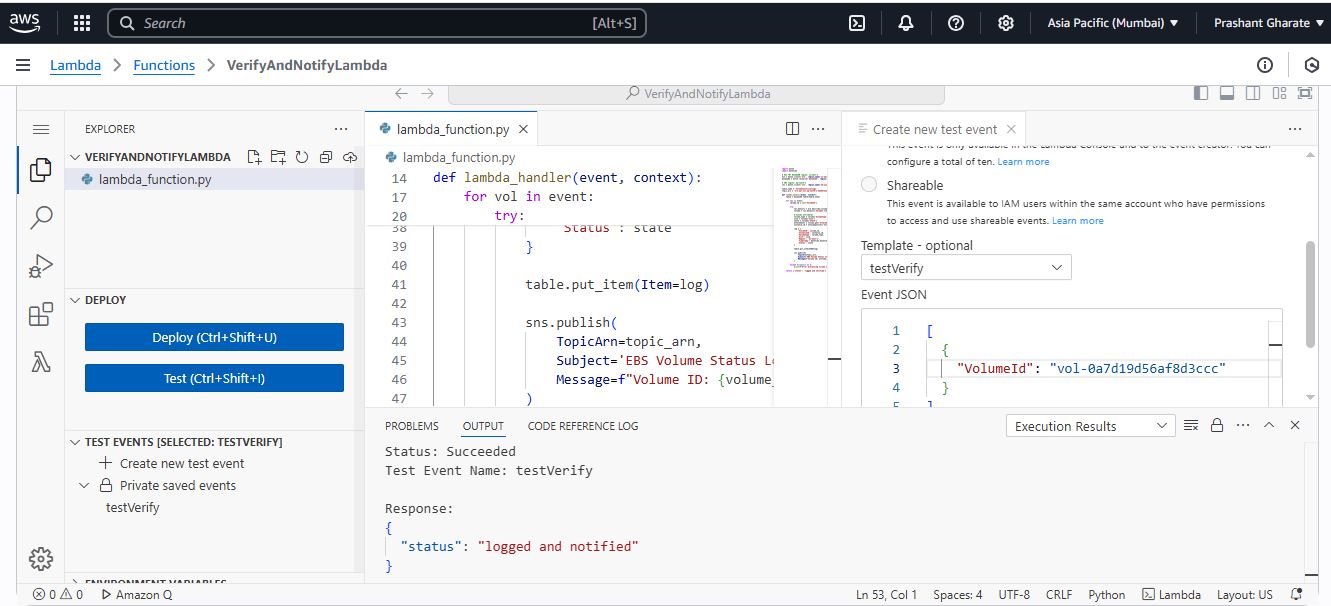 aws
Search [Alt+S]
Asia Pacific (Mumbai) ▼ Prashant Gharate ▼
Lambda > Functions > VerifyAndNotifyLambda
VerifyAndNotifyLambda
EXPLORER
VERIFYANDNOTIFYLAMBDA
lambda_function.py
DEPLOY
Deploy (Ctrl+Shift+U)
Test (Ctrl+Shift+I)
TEST EVENTS [SELECTED: TESTVERIFY]
Create new test event
Private saved events
testVerify
ENVIRONMENT VARIABLES
lambda_function.py
lambda_function.py
14 def lambda_handler(event, context):
17 for vol in event:
20 try:
38 'Status': state
39 }
40
41 table.put_item(Item=log)
42
43 sns.publish(
44 TopicArn=topic_arn,
45 Subject='EBS Volume Status Lo
46 Message=f"Volume ID: {volume_
47 )
Create new test event
This event is only available in the Lambda Console and to the event creator. You can
configure a total of ten. Learn more
Shareable
This event is available to IAM users within the same account who have permissions
to access and use shareable events. Learn more
Template - optional
testVerify
Event JSON
1 [
2 {
3 "VolumeId": "vol-0a7d19d56af8d3ccc"
4 }
5 ]
PROBLEMS OUTPUT CODE REFERENCE LOG
Execution Results
Status: Succeeded
Test Event Name: testVerify
Response:
{
"status": "logged and notified"
}
0 0 Amazon Q
Ln 53, Col 1 Spaces: 4 UTF-8 CRLF Python Lambda Layout: US